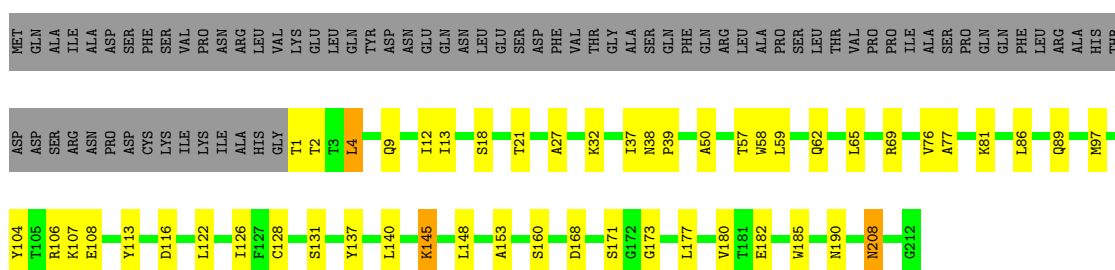 MET GLN ALA ILE ALA ASP SER PHE SER VAL PRO ASN ARG LEU VAL LYS GLU LEU GLN TYR ASP ASN GLU GLN ASN LEU GLU SER ASP PHE VAL THR GLY ALA SER GLN PHE GLN ARG LEU ALA PRO SER LEU THR VAL PRO PRO ILE ALA SER PRO GLN GLN PHE LEU ARG ALA HIS THR
ASP ASP SER ARG ASN PRO ASP CYS LYS ILE LYS ILE ALA HIS GLY T1 T2 T3 L4 Q9 I12 I13 S18 T21 A27 K32 I37 N38 P39 A50 T57 W58 L59 Q62 L65 R69 V76 A77 K81 L86 Q89 M97
Y104 T105 R106 K107 E108 Y113 D116 L122 I126 F127 C128 S131 Y137 L140 K145 L148 A153 S160 D168 S171 G172 G173 L177 V180 T181 E182 W185 N190 N208 G212